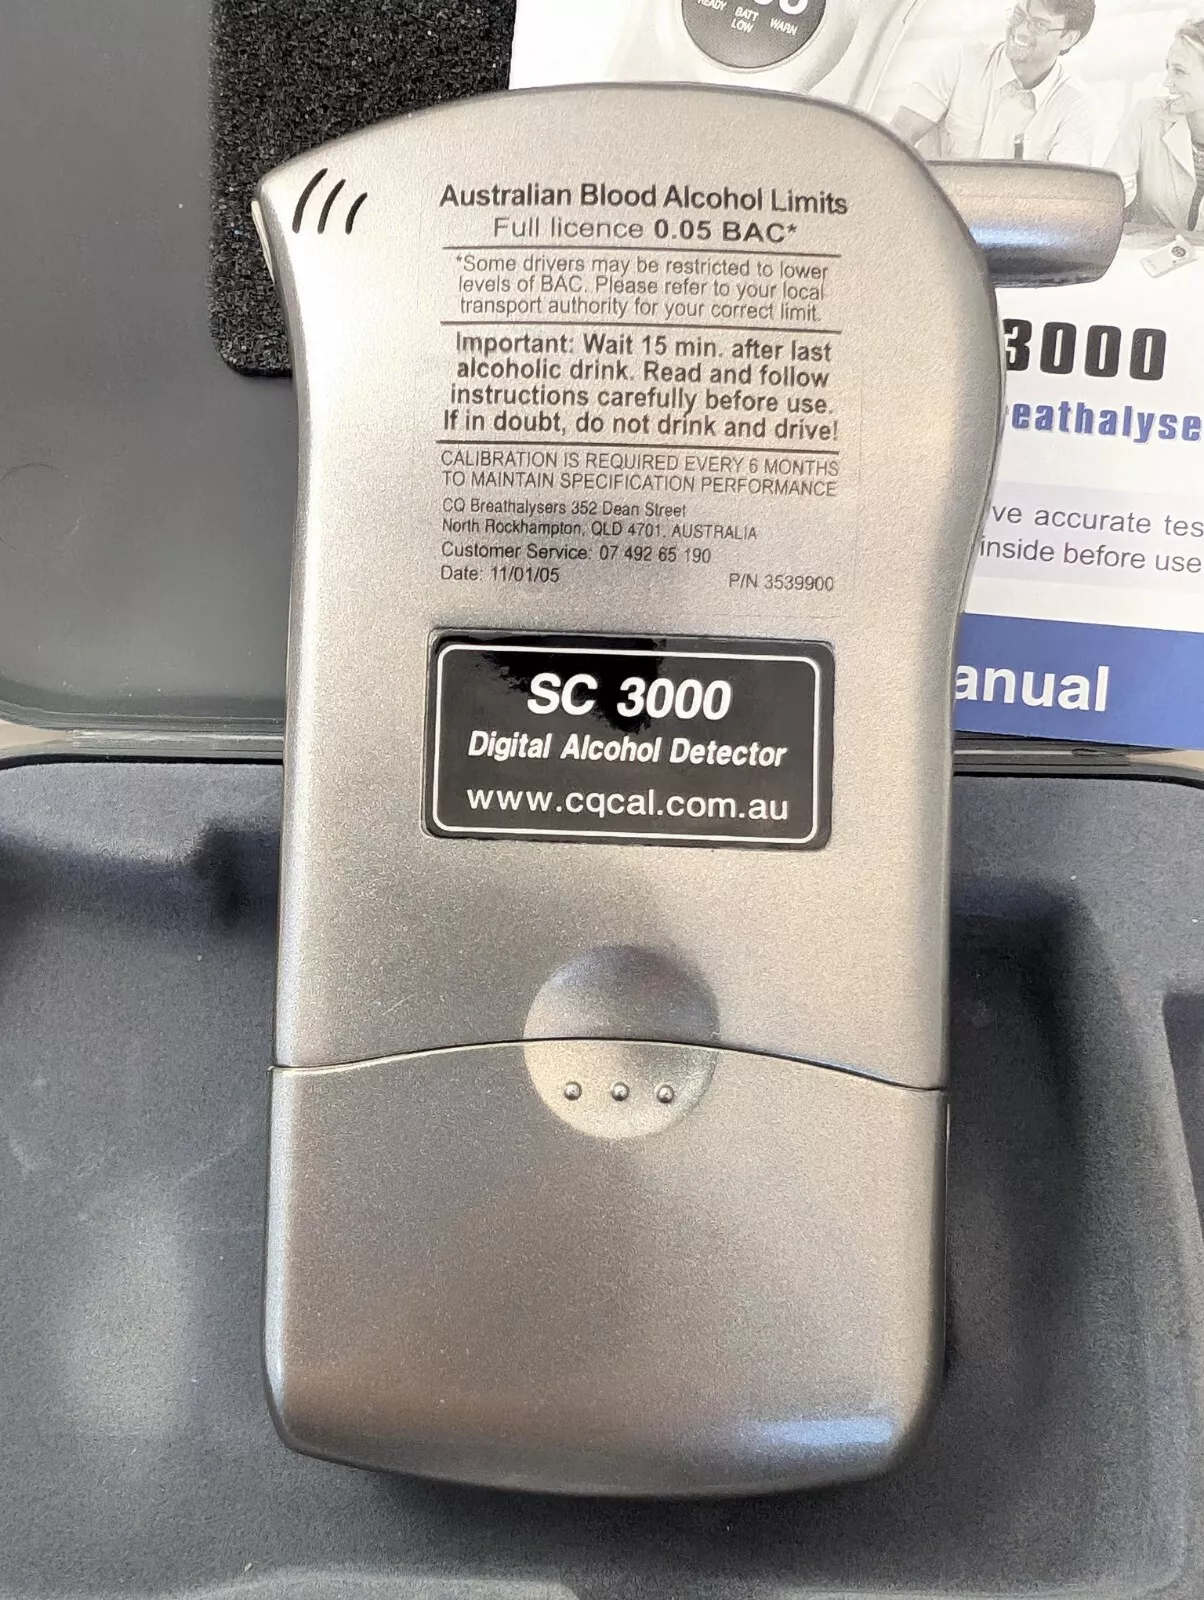 READY BATT LOW WARN
Australian Blood Alcohol Limits
Full licence 0.05 BAC*
*Some drivers may be restricted to lower
levels of BAC. Please refer to your local
transport authority for your correct limit.
Important: Wait 15 min. after last
alcoholic drink. Read and follow
instructions carefully before use.
If in doubt, do not drink and drive!
CALIBRATION IS REQUIRED EVERY 6 MONTHS
TO MAINTAIN SPECIFICATION PERFORMANCE
CQ Breathalysers 352 Dean Street
North Rockhampton, QLD 4701. AUSTRALIA
Customer Service: 07 492 65 190
Date: 11/01/05 P/N 3539900
SC 3000
Digital Alcohol Detector
www.cqcal.com.au
3000
eathalyse
ve accurate tes
inside before use
anual